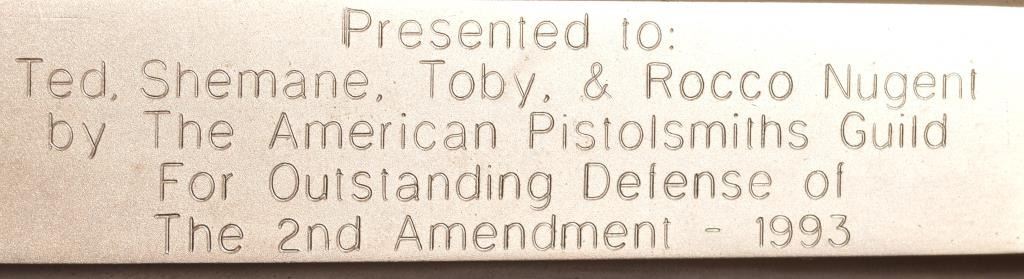 Presented to:
Ted, Shemane, Toby, & Rocco Nugent
by The American Pistolsmiths Guild
For Outstanding Defense of
The 2nd Amendment - 1993